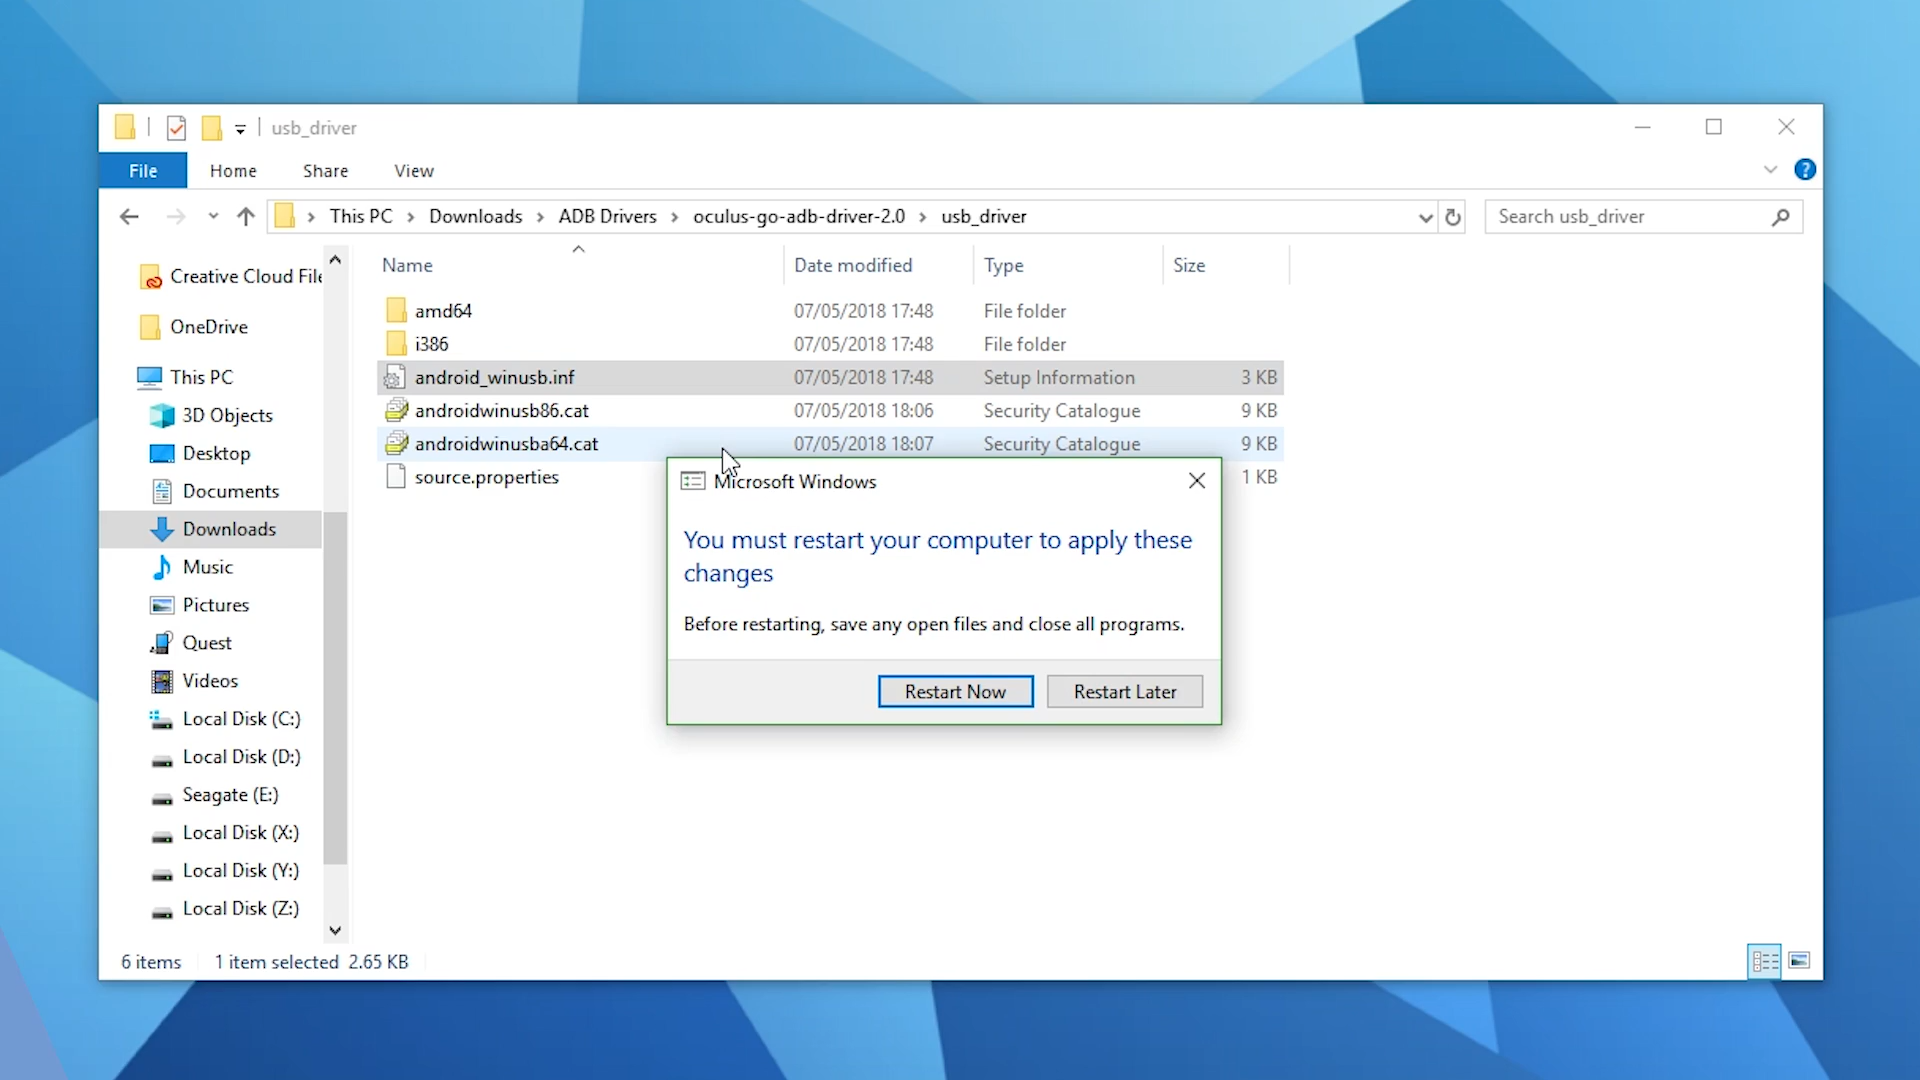 usb_driver
File Home Share View
This PC Downloads ADB Drivers oculus-go-adb-driver-2.0 usb_driver Search usb_driver
Name Date modified Type Size
Creative Cloud File
OneDrive
This PC
3D Objects
Desktop
Documents
Downloads
Music
Pictures
Quest
Videos
Local Disk (C:)
Local Disk (D:)
Seagate (E:)
Local Disk (X:)
Local Disk (Y:)
Local Disk (Z:)
amd64 07/05/2018 17:48 File folder
i386 07/05/2018 17:48 File folder
android_winusb.inf 07/05/2018 17:48 Setup Information 3 KB
androidwinusb86.cat 07/05/2018 18:06 Security Catalogue 9 KB
androidwinusba64.cat 07/05/2018 18:07 Security Catalogue 9 KB
source.properties 1 KB
Microsoft Windows
You must restart your computer to apply these
changes
Before restarting, save any open files and close all programs.
Restart Now Restart Later
6 items 1 item selected 2.65 KB